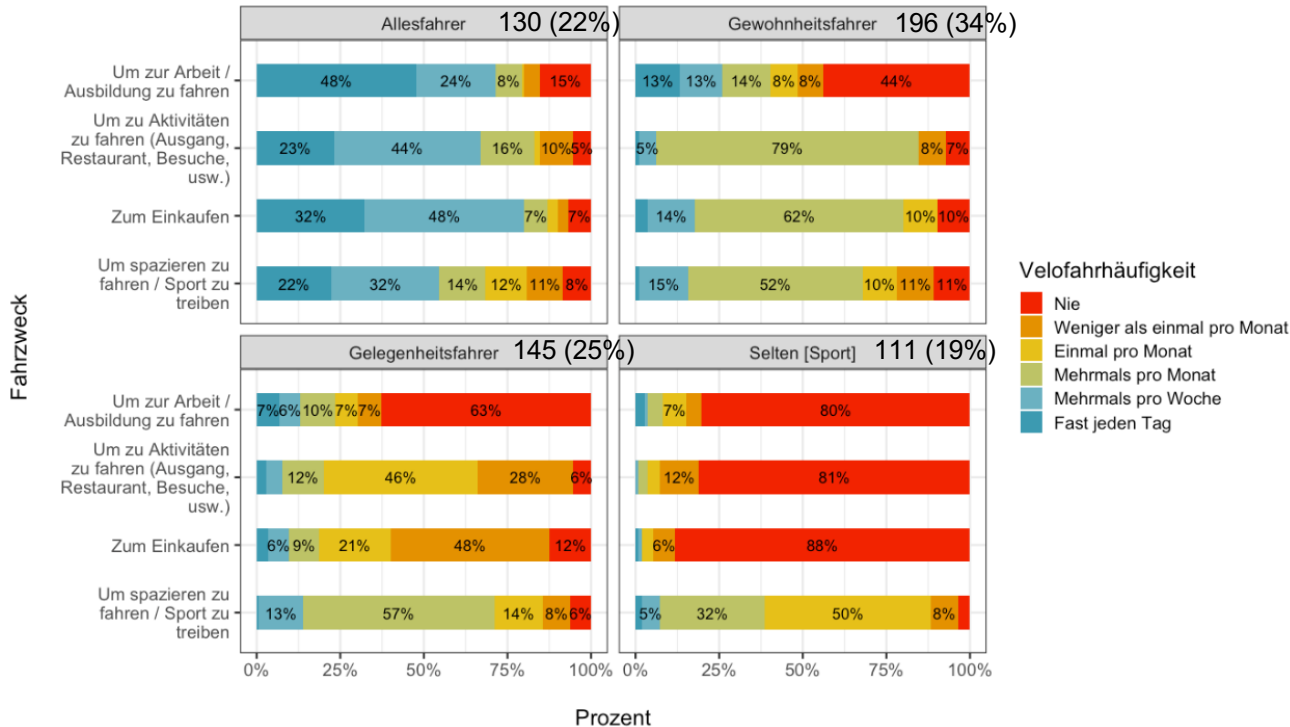 Allesfahrer 130 (22%)
Gewohnheitsfahrer 196 (34%)
Um zur Arbeit /
Ausbildung zu fahren
48% 24% 8% 15%
13% 13% 14% 8% 8% 44%
Um zu Aktivitäten
zu fahren (Ausgang,
Restaurant, Besuche,
usw.)
23% 44% 16% 10% 5%
5% 79% 8% 7%
Zum Einkaufen
32% 48% 7% 7%
14% 62% 10% 10%
Um spazieren zu
fahren / Sport zu
treiben
22% 32% 14% 12% 11% 8%
15% 52% 10% 11% 11%
Gelegenheitsfahrer 145 (25%)
Selten [Sport] 111 (19%)
Um zur Arbeit /
Ausbildung zu fahren
7% 6% 10% 7% 7% 63%
7% 80%
Um zu Aktivitäten
zu fahren (Ausgang,
Restaurant, Besuche,
usw.)
12% 46% 28% 6%
12% 81%
Zum Einkaufen
6% 9% 21% 48% 12%
6% 88%
Um spazieren zu
fahren / Sport zu
treiben
13% 57% 14% 8% 6%
5% 32% 50% 8%
0% 25% 50% 75% 100%
0% 25% 50% 75% 100%
Prozent
Fahrzweck
Velofahrhäufigkeit
Nie
Weniger als einmal pro Monat
Einmal pro Monat
Mehrmals pro Monat
Mehrmals pro Woche
Fast jeden Tag